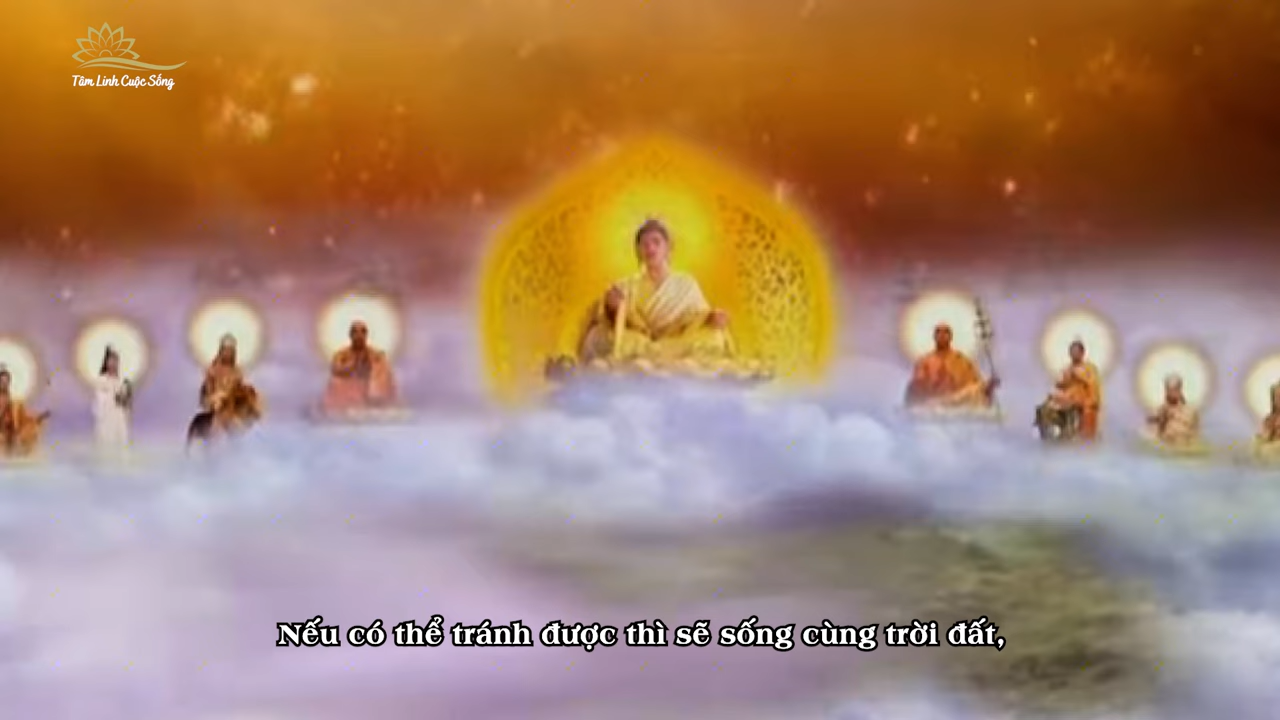 Tâm Linh Cuộc Sống
Nếu có thể tránh được thì sẽ sống cùng trời đất,